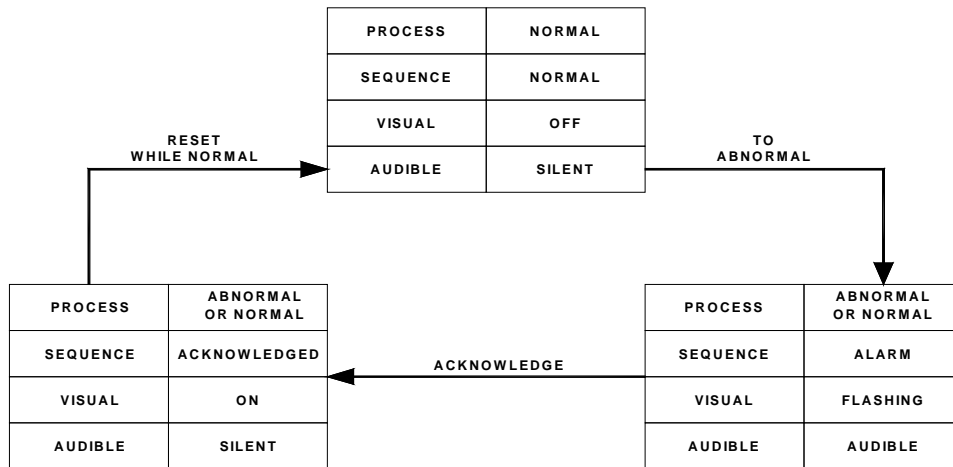 PROCESS NORMAL
SEQUENCE NORMAL
VISUAL OFF
AUDIBLE SILENT
RESET
WHILE NORMAL
TO
ABNORMAL
PROCESS ABNORMAL
OR NORMAL
SEQUENCE ACKNOWLEDGED
VISUAL ON
AUDIBLE SILENT
ACKNOWLEDGE
PROCESS ABNORMAL
OR NORMAL
SEQUENCE ALARM
VISUAL FLASHING
AUDIBLE AUDIBLE